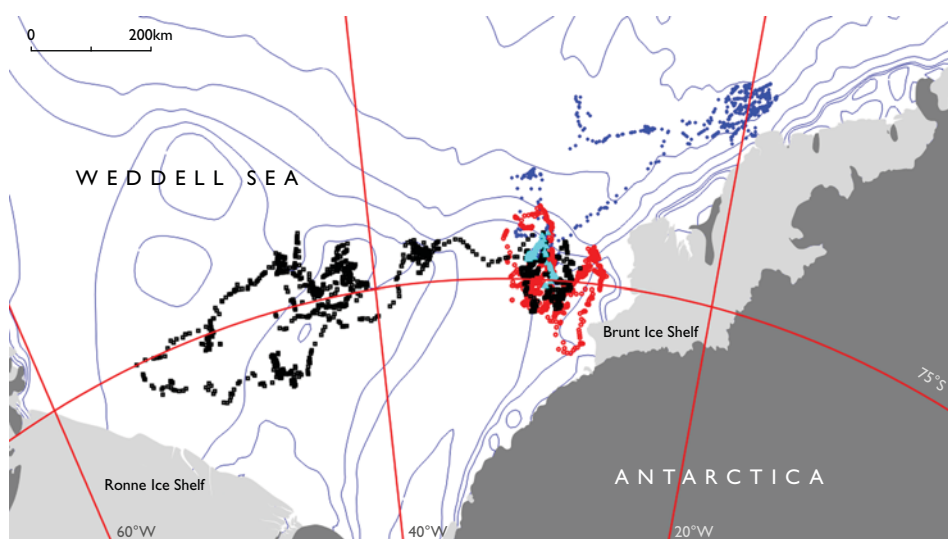 0 200km
WEDDELL SEA
Brunt Ice Shelf
75°S
ANTARCTICA
Ronne Ice Shelf
60°W 40°W 20°W